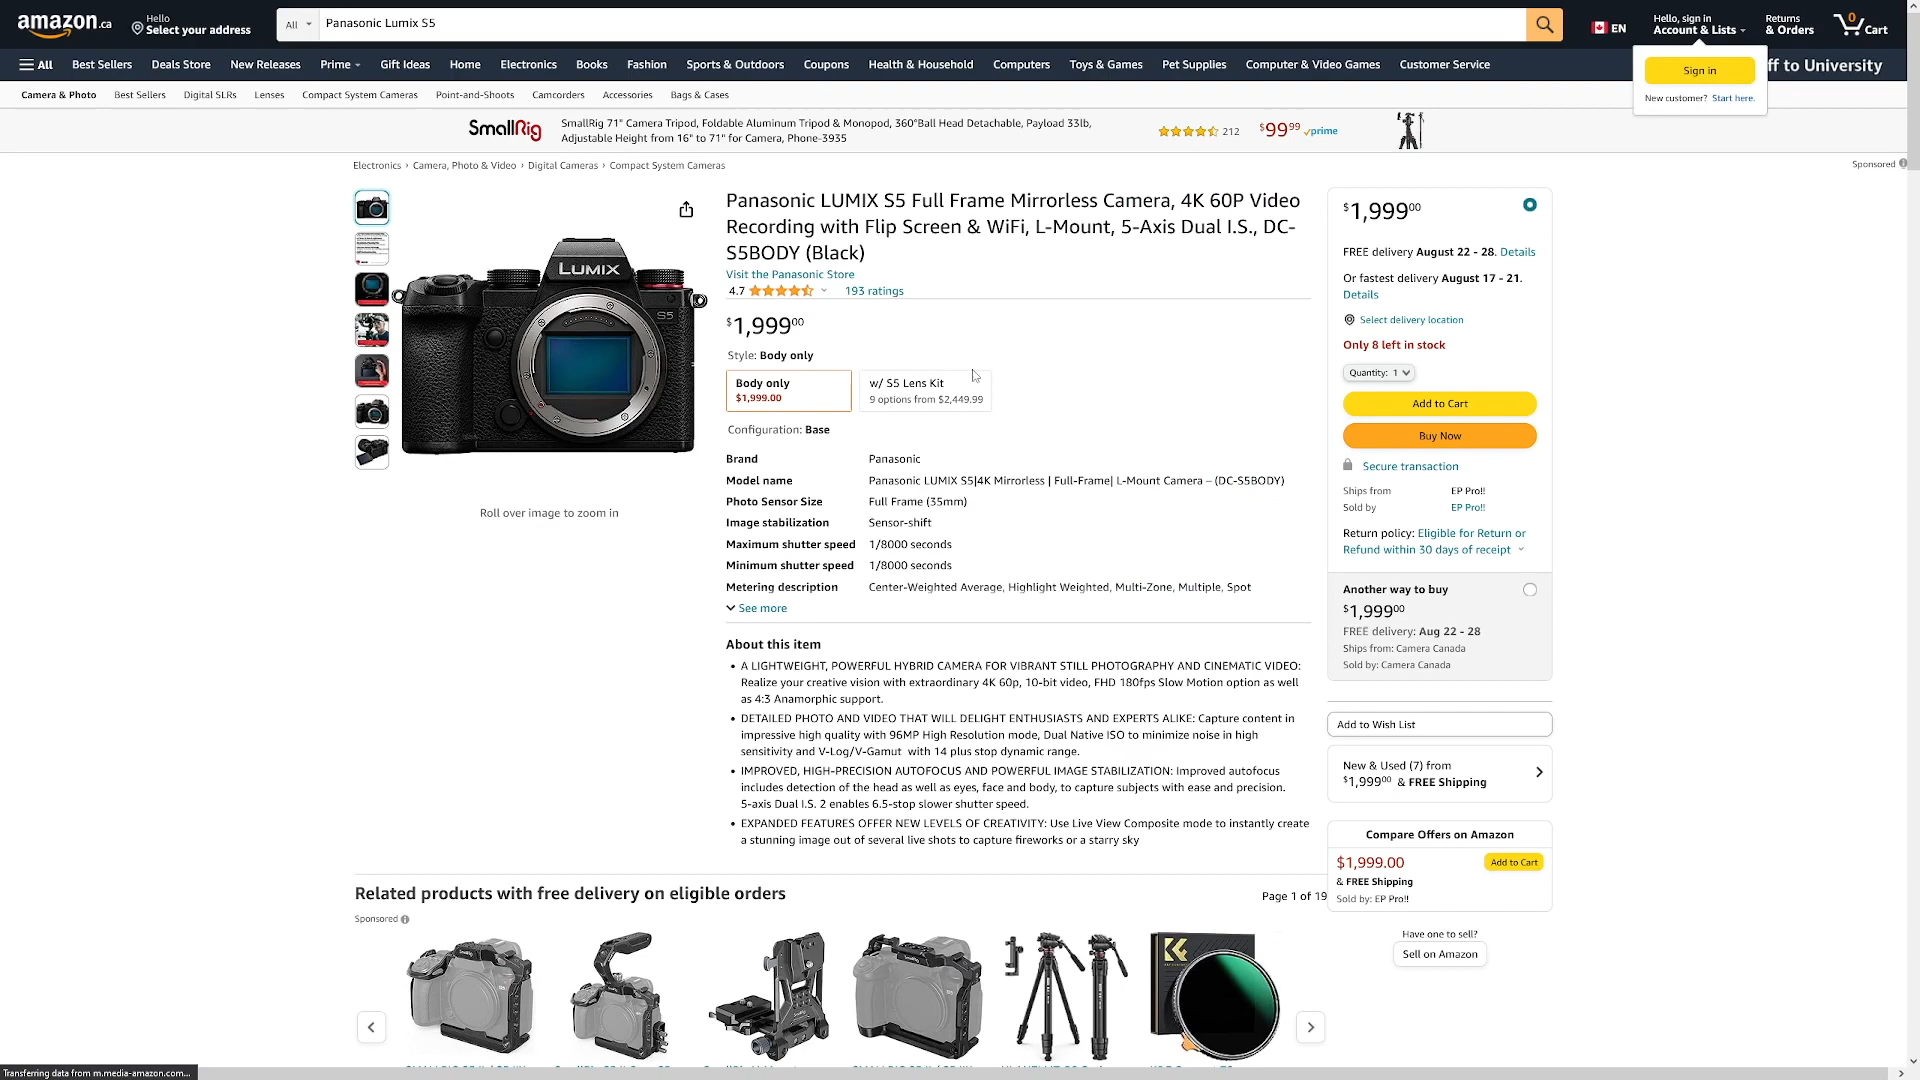 amazon.ca
Hello
Select your address
All
Panasonic Lumix S5
EN
Hello, sign in
Account & Lists
Returns
& Orders
0
Cart
All
Best Sellers
Deals Store
New Releases
Prime
Gift Ideas
Home
Electronics
Books
Fashion
Sports & Outdoors
Coupons
Health & Household
Computers
Toys & Games
Pet Supplies
Computer & Video Games
Customer Service
ff to University
Sign in
New customer? Start here.
Camera & Photo
Best Sellers
Digital SLRs
Lenses
Compact System Cameras
Point-and-Shoots
Camcorders
Accessories
Bags & Cases
SmallRig
SmallRig 71" Camera Tripod, Foldable Aluminum Tripod & Monopod, 360°Ball Head Detachable, Payload 33lb,
Adjustable Height from 16" to 71" for Camera, Phone-3935
212
$99.99 prime
Electronics › Camera, Photo & Video › Digital Cameras › Compact System Cameras
Sponsored
LUMIX
S5
Roll over image to zoom in
Panasonic LUMIX S5 Full Frame Mirrorless Camera, 4K 60P Video
Recording with Flip Screen & WiFi, L-Mount, 5-Axis Dual I.S., DC-
S5BODY (Black)
Visit the Panasonic Store
4.7
193 ratings
$1,99900
Style: Body only
Body only
$1,999.00
w/ S5 Lens Kit
9 options from $2,449.99
Configuration: Base
Brand Panasonic
Model name Panasonic LUMIX S5|4K Mirrorless | Full-Frame| L-Mount Camera – (DC-S5BODY)
Photo Sensor Size Full Frame (35mm)
Image stabilization Sensor-shift
Maximum shutter speed 1/8000 seconds
Minimum shutter speed 1/8000 seconds
Metering description Center-Weighted Average, Highlight Weighted, Multi-Zone, Multiple, Spot
See more
About this item
• A LIGHTWEIGHT, POWERFUL HYBRID CAMERA FOR VIBRANT STILL PHOTOGRAPHY AND CINEMATIC VIDEO:
Realize your creative vision with extraordinary 4K 60p, 10-bit video, FHD 180fps Slow Motion option as well
as 4:3 Anamorphic support.
• DETAILED PHOTO AND VIDEO THAT WILL DELIGHT ENTHUSIASTS AND EXPERTS ALIKE: Capture content in
impressive high quality with 96MP High Resolution mode, Dual Native ISO to minimize noise in high
sensitivity and V-Log/V-Gamut with 14 plus stop dynamic range.
• IMPROVED, HIGH-PRECISION AUTOFOCUS AND POWERFUL IMAGE STABILIZATION: Improved autofocus
includes detection of the head as well as eyes, face and body, to capture subjects with ease and precision.
5-axis Dual I.S. 2 enables 6.5-stop slower shutter speed.
• EXPANDED FEATURES OFFER NEW LEVELS OF CREATIVITY: Use Live View Composite mode to instantly create
a stunning image out of several live shots to capture fireworks or a starry sky
$1,99900
FREE delivery August 22 - 28. Details
Or fastest delivery August 17 - 21.
Details
Select delivery location
Only 8 left in stock
Quantity: 1
Add to Cart
Buy Now
Secure transaction
Ships from EP Pro!!
Sold by EP Pro!!
Return policy: Eligible for Return or
Refund within 30 days of receipt
Another way to buy
$1,99900
FREE delivery: Aug 22 - 28
Ships from: Camera Canada
Sold by: Camera Canada
Add to Wish List
New & Used (7) from
$1,99900 & FREE Shipping
Compare Offers on Amazon
$1,999.00
Add to Cart
& FREE Shipping
Sold by: EP Pro!!
Have one to sell?
Sell on Amazon
Related products with free delivery on eligible orders
Page 1 of 19
Sponsored
Transferring data from m.media-amazon.com...